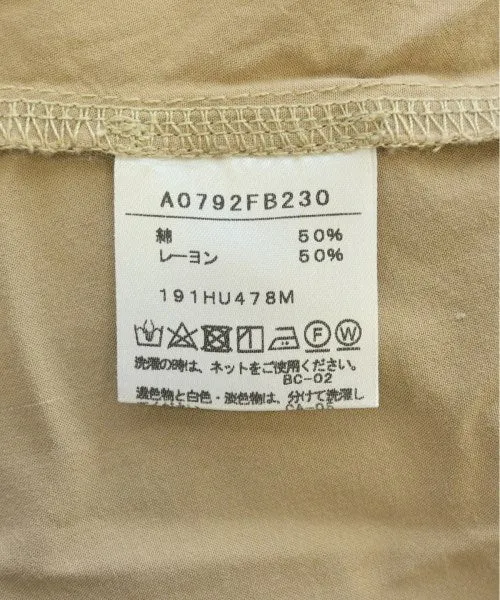 A0792FB230
綿 50%
レーヨン 50%
191HU478M
F W
洗濯の時は、ネットをご使用ください。
BC-02
濃色物と白色・淡色物は、分けて洗濯し